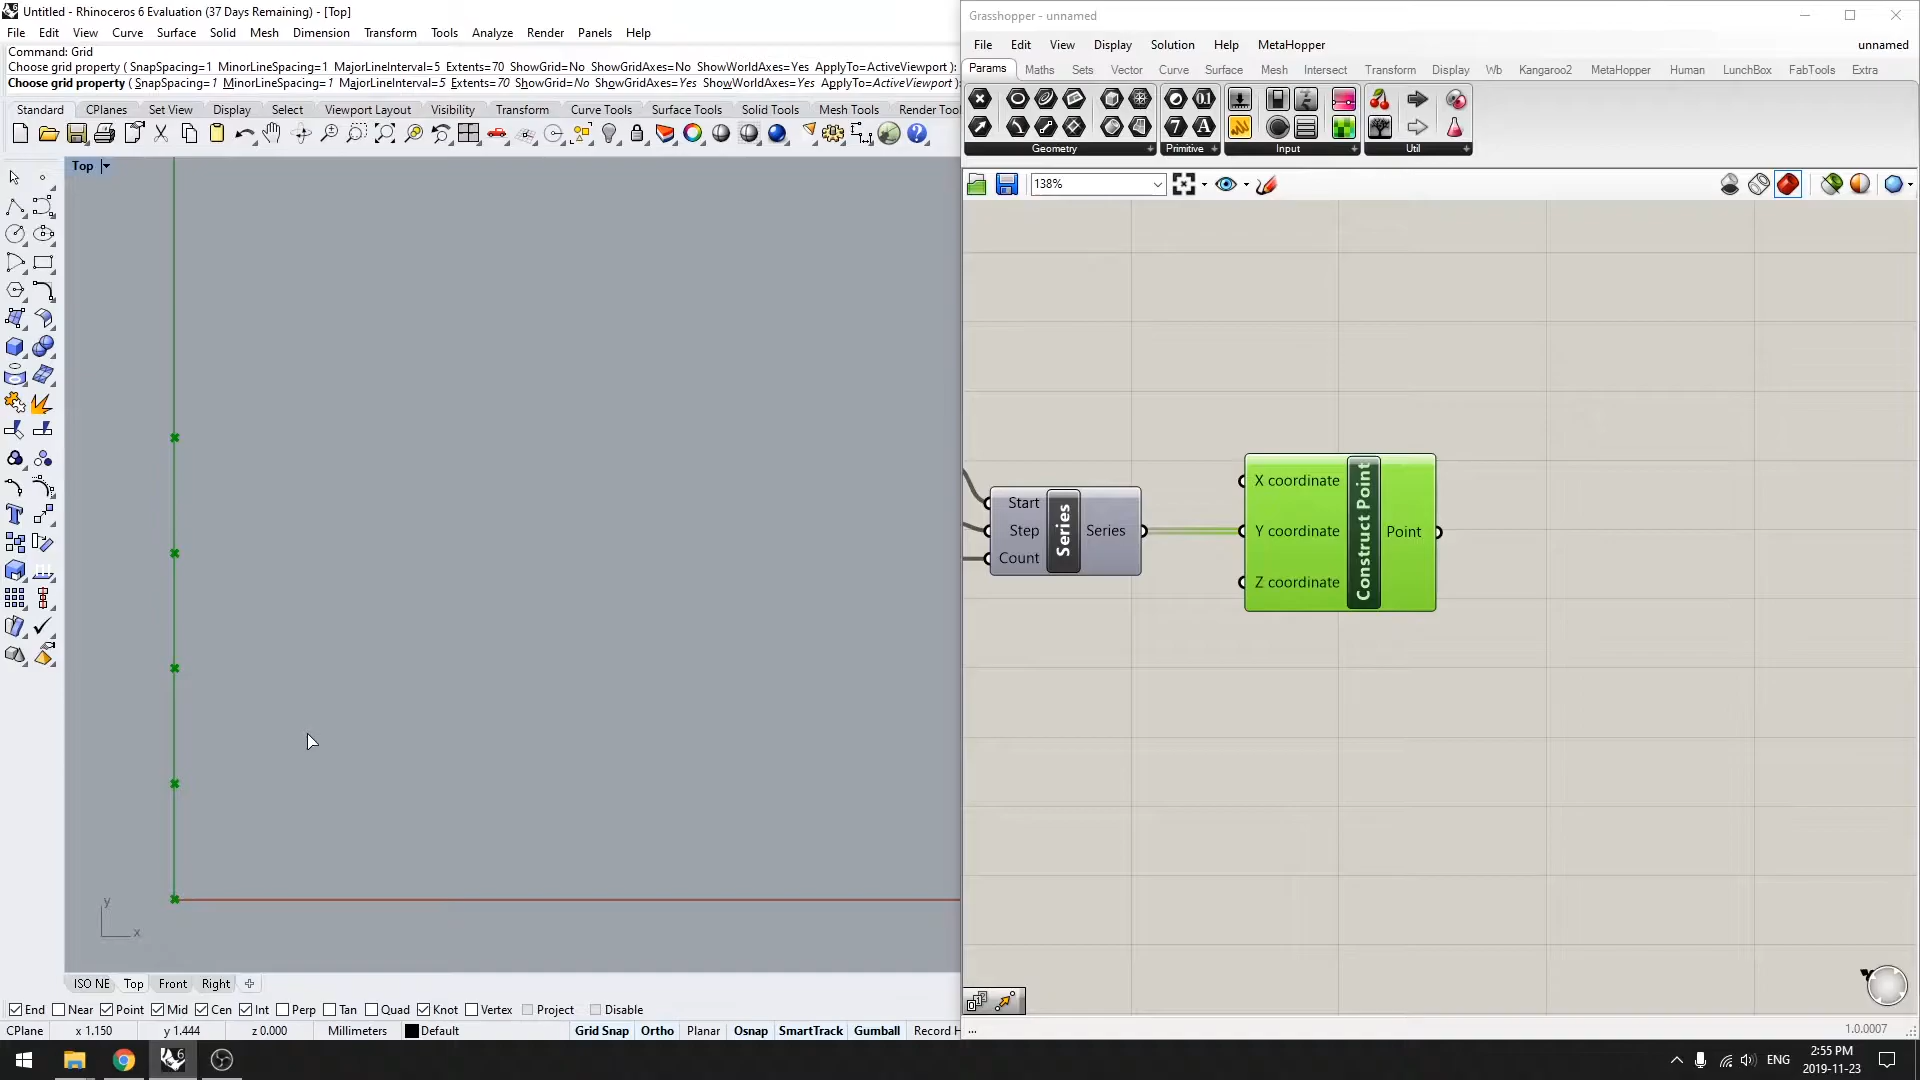 Untitled - Rhinoceros 6 Evaluation (37 Days Remaining) - [Top]
File Edit View Curve Surface Solid Mesh Dimension Transform Tools Analyze Render Panels Help
Command: Grid
Choose grid property ( SnapSpacing=1 MinorLineSpacing=1 MajorLineInterval=5 Extents=70 ShowGrid=No ShowGridAxes=No ShowWorldAxes=Yes ApplyTo=ActiveViewport ):
Choose grid property ( SnapSpacing=1 MinorLineSpacing=1 MajorLineInterval=5 Extents=70 ShowGrid=No ShowGridAxes=Yes ShowWorldAxes=Yes ApplyTo=ActiveViewport ):
Standard CPlanes Set View Display Select Viewport Layout Visibility Transform Curve Tools Surface Tools Solid Tools Mesh Tools Render Too
Top
y
x
ISO NE Top Front Right
End Near Point Mid Cen Int Perp Tan Quad Knot Vertex Project Disable
CPlane x 1.150 y 1.444 z 0.000 Millimeters Default Grid Snap Ortho Planar Osnap SmartTrack Gumball Record H
Grasshopper - unnamed
File Edit View Display Solution Help MetaHopper unnamed
Params Maths Sets Vector Curve Surface Mesh Intersect Transform Display Wb Kangaroo2 MetaHopper Human LunchBox FabTools Extra
Geometry Primitive Input Util
138%
Start
Step
Count
Series
Series
X coordinate
Y coordinate
Z coordinate
Construct Point
Point
...
1.0.0007
ENG
2:55 PM
2019-11-23